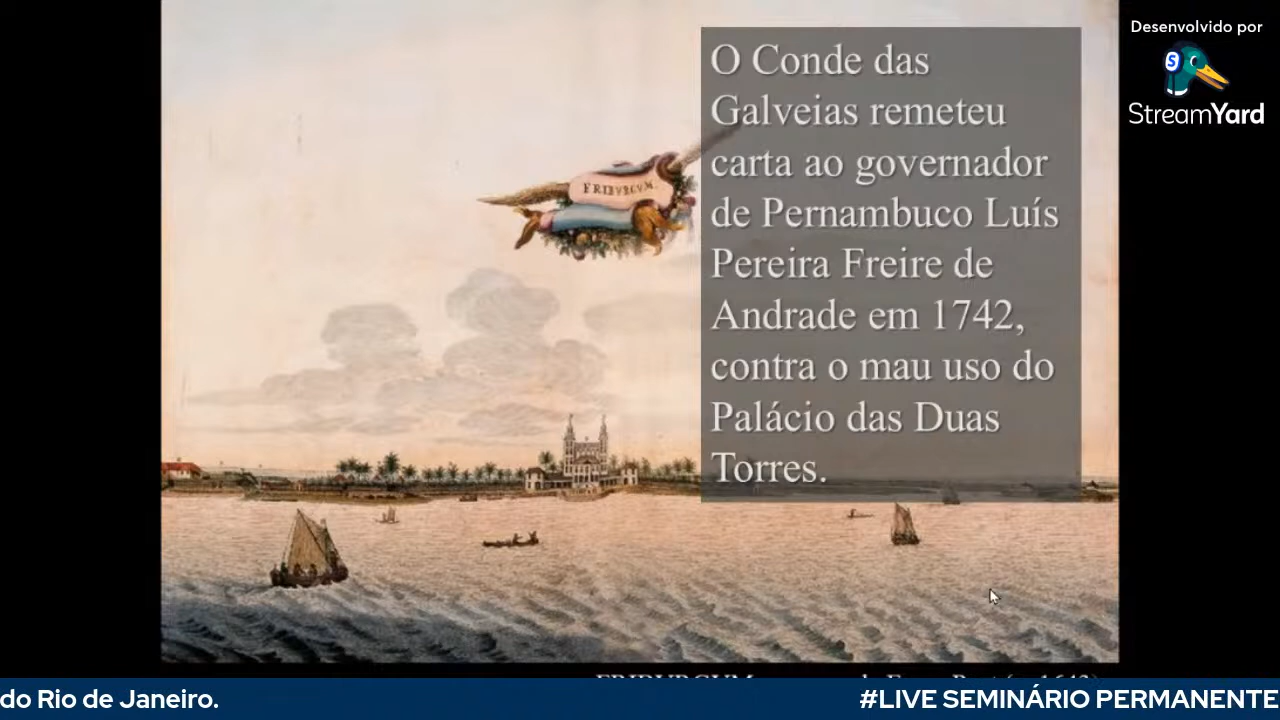 Desenvolvido por
StreamYard
O Conde das
Galveias remeteu
carta ao governador
de Pernambuco Luís
Pereira Freire de
Andrade em 1742,
contra o mau uso do
Palácio das Duas
Torres.
FRIBVRGVM.
do Rio de Janeiro.
#LIVE SEMINÁRIO PERMANENTE